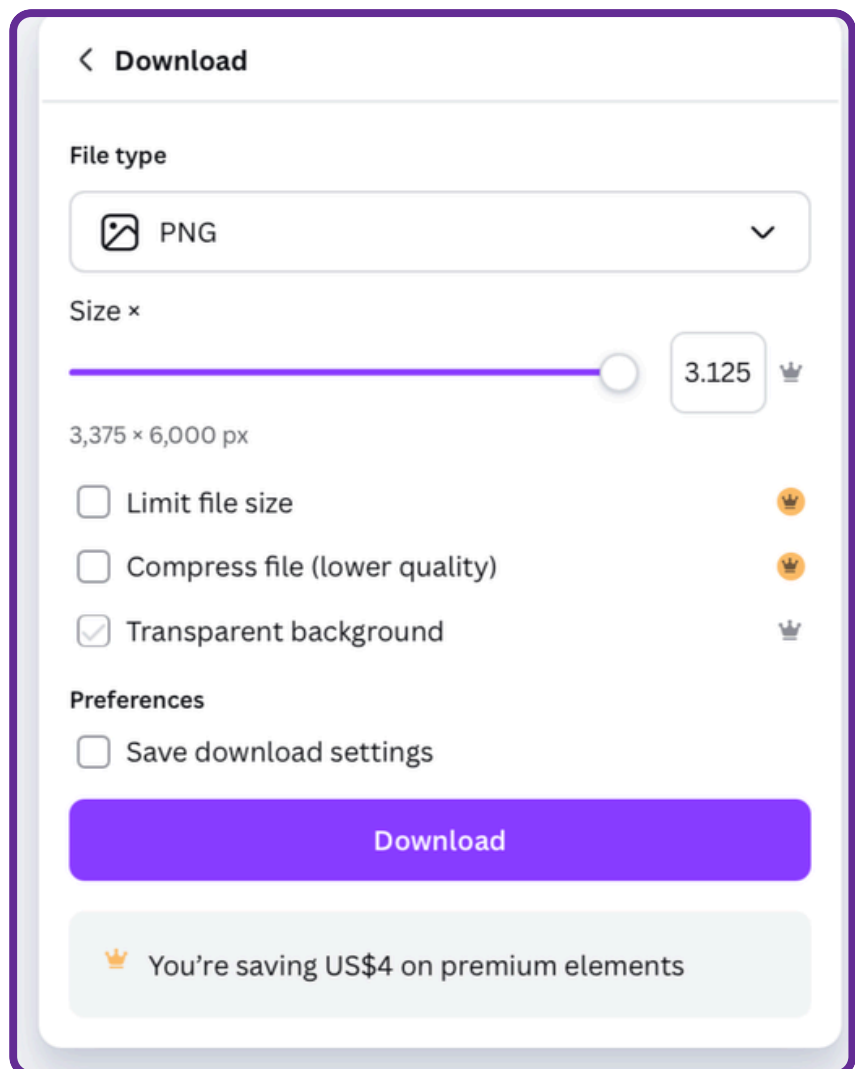 Download
File type
PNG
Size ×
3.125
3,375 × 6,000 px
Limit file size
Compress file (lower quality)
Transparent background
Preferences
Save download settings
Download
You’re saving US$4 on premium elements